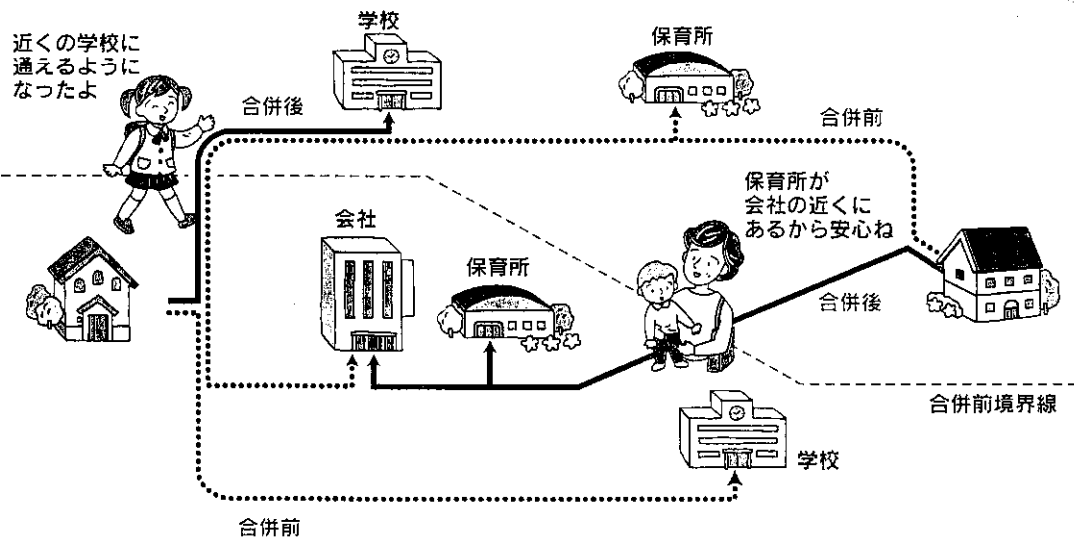 学校
保育所
近くの学校に
通えるように
なったよ
合併後
合併前
保育所が
会社の近くに
あるから安心ね
会社
保育所
合併後
合併前境界線
学校
合併前